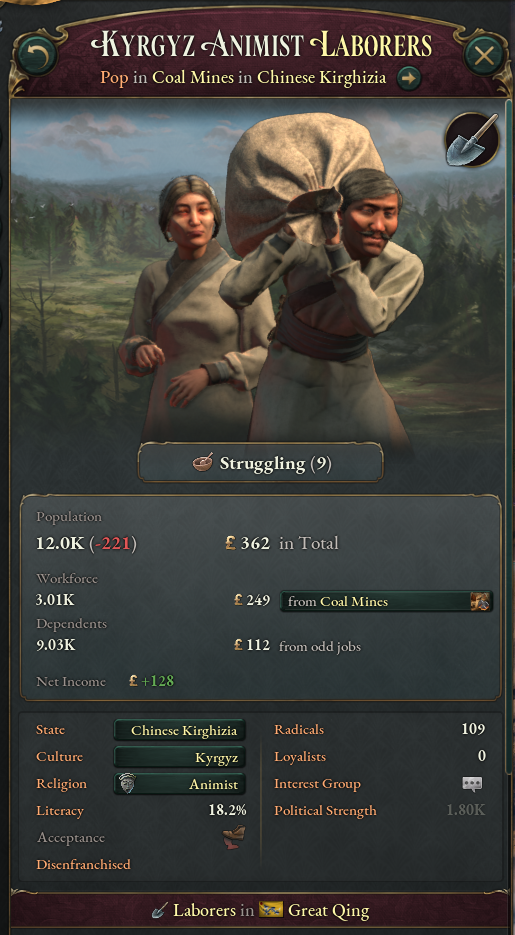 Kyrgyz Animist Laborers
Pop in Coal Mines in Chinese Kirghizia
Struggling (9)
Population
12.0K (-221)
£ 362 in Total
Workforce
3.01K
£ 249 from Coal Mines
Dependents
9.03K
£ 112 from odd jobs
Net Income £ +128
State Chinese Kirghizia
Culture Kyrgyz
Religion Animist
Literacy 18.2%
Acceptance
Disenfranchised
Radicals 109
Loyalists 0
Interest Group
Political Strength 1.80K
Laborers in Great Qing